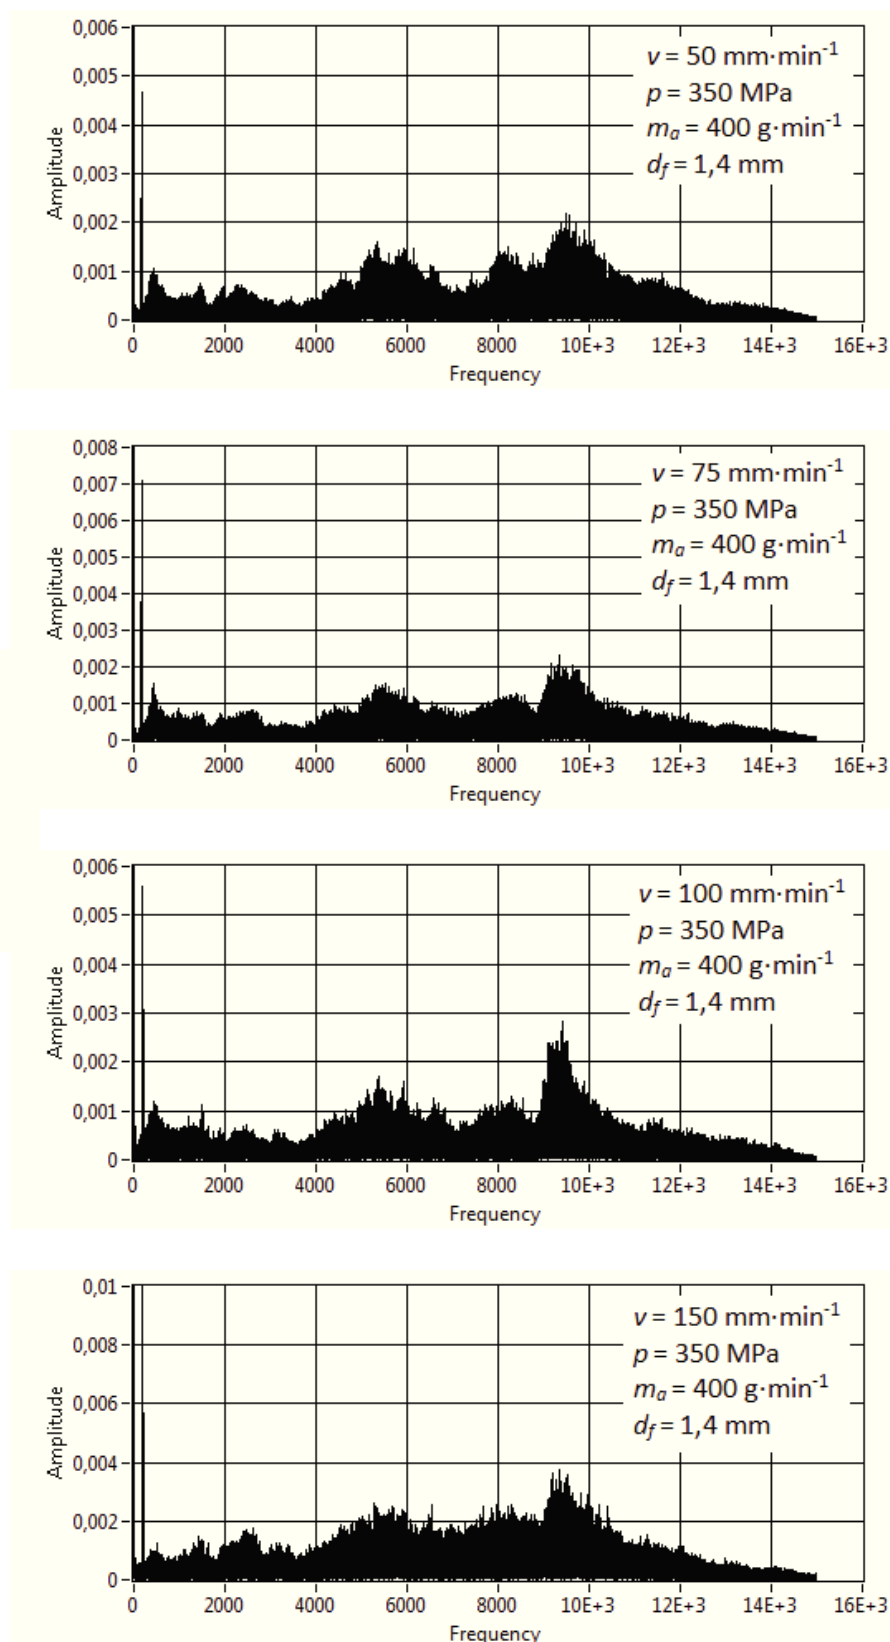 0,006
v = 50 mm·min-1
0,005
p = 350 MPa
0,004
ma = 400 g·min-1
0,003
df = 1,4 mm
0,002
0,001
0
Amplitude
0 2000 4000 6000 8000 10E+3 12E+3 14E+3 16E+3
Frequency
0,008
v = 75 mm·min-1
0,007
p = 350 MPa
0,006
ma = 400 g·min-1
0,005
df = 1,4 mm
0,004
0,003
0,002
0,001
0
Amplitude
0 2000 4000 6000 8000 10E+3 12E+3 14E+3 16E+3
Frequency
0,006
v = 100 mm·min-1
0,005
p = 350 MPa
0,004
ma = 400 g·min-1
0,003
df = 1,4 mm
0,002
0,001
0
Amplitude
0 2000 4000 6000 8000 10E+3 12E+3 14E+3 16E+3
Frequency
0,01
v = 150 mm·min-1
0,008
p = 350 MPa
ma = 400 g·min-1
0,006
df = 1,4 mm
0,004
0,002
0
Amplitude
0 2000 4000 6000 8000 10E+3 12E+3 14E+3 16E+3
Frequency